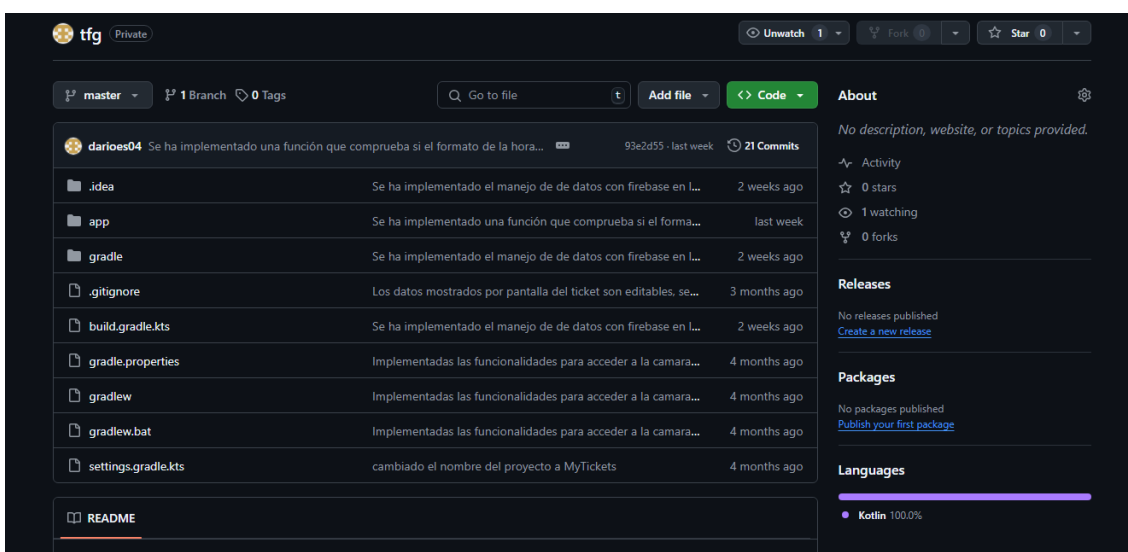 tfg Private
Unwatch 1 Fork 0 Star 0
master 1 Branch 0 Tags Go to file t Add file Code
darioes04 Se ha implementado una función que comprueba si el formato de la hora... 93e2d55 · last week 21 Commits
.idea Se ha implementado el manejo de de datos con firebase en l... 2 weeks ago
app Se ha implementado una función que comprueba si el forma... last week
gradle Se ha implementado el manejo de de datos con firebase en l... 2 weeks ago
.gitignore Los datos mostrados por pantalla del ticket son editables, se... 3 months ago
build.gradle.kts Se ha implementado el manejo de de datos con firebase en l... 2 weeks ago
gradle.properties Implementadas las funcionalidades para acceder a la camara... 4 months ago
gradlew Implementadas las funcionalidades para acceder a la camara... 4 months ago
gradlew.bat Implementadas las funcionalidades para acceder a la camara... 4 months ago
settings.gradle.kts cambiado el nombre del proyecto a MyTickets 4 months ago
README
About
No description, website, or topics provided.
Activity
0 stars
1 watching
0 forks
Releases
No releases published
Create a new release
Packages
No packages published
Publish your first package
Languages
Kotlin 100.0%